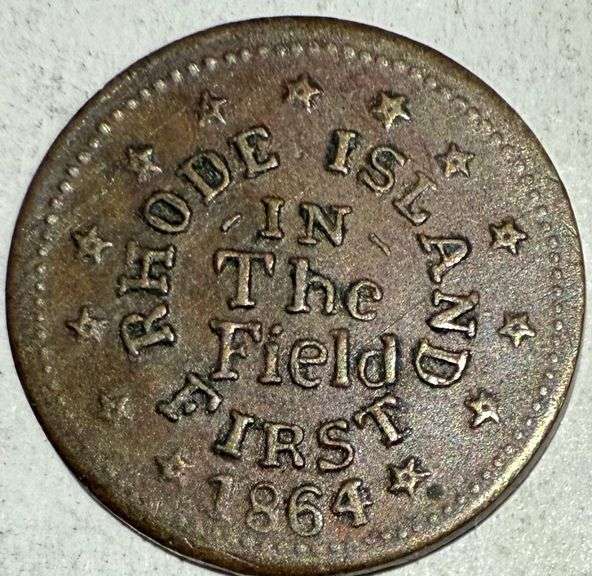 RHODE ISLAND
IN
The
Field
FIRST
1864